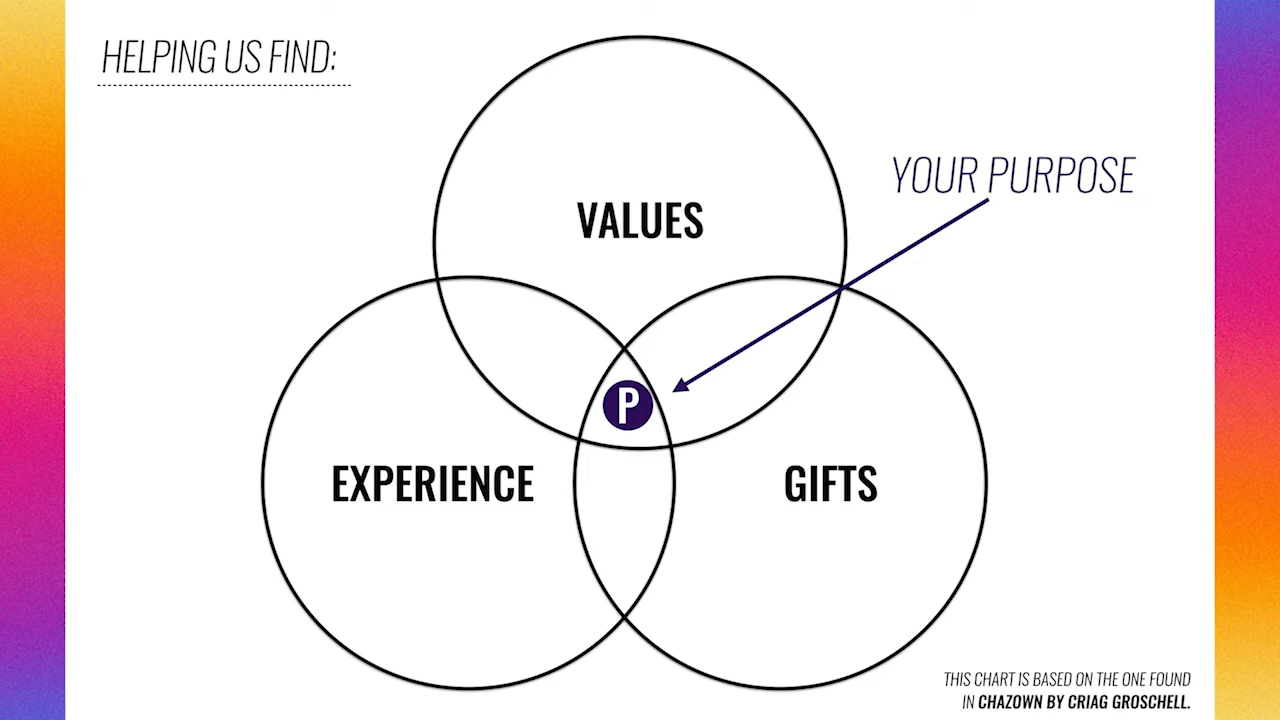 HELPING US FIND:
YOUR PURPOSE
VALUES
P
EXPERIENCE
GIFTS
THIS CHART IS BASED ON THE ONE FOUND
IN CHAZOWN BY CRIAG GROSCHELL.